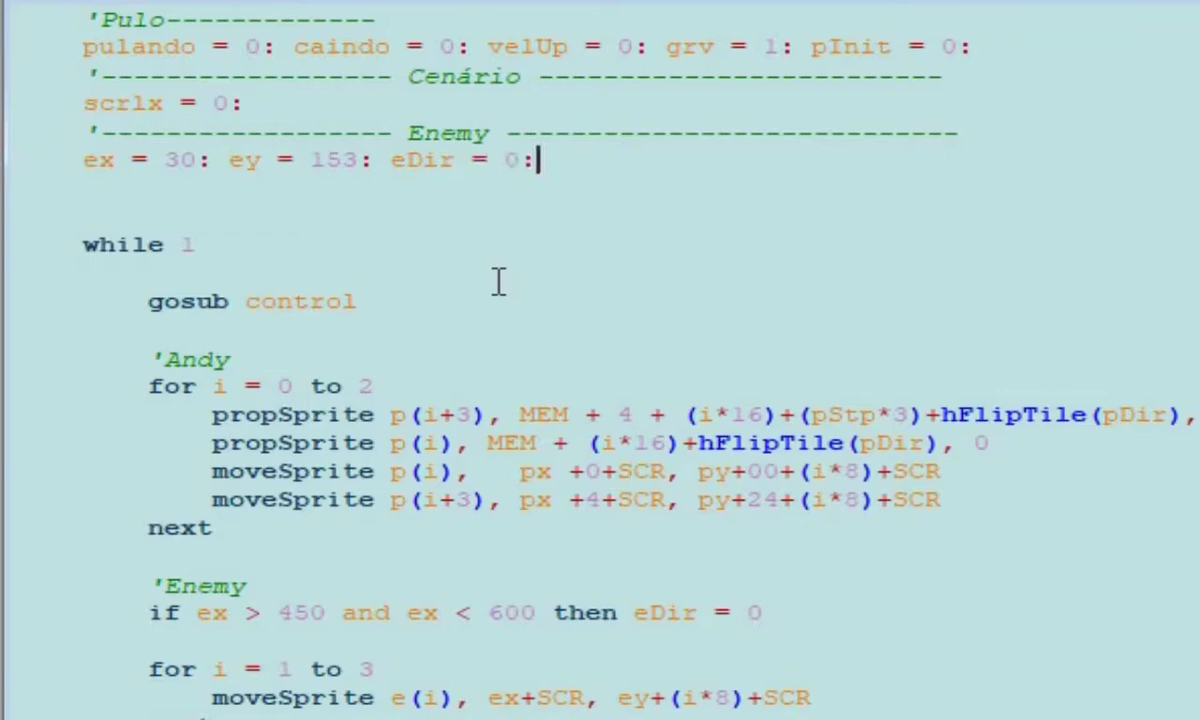 'Pulo-------------
pulando = 0: caindo = 0: velUp = 0: grv = 1: pInit = 0:
'------------------ Cenário -------------------------
scrlx = 0:
'------------------ Enemy ----------------------------
ex = 30: ey = 153: eDir = 0:
while 1
gosub control
'Andy
for i = 0 to 2
propSprite p(i+3), MEM + 4 + (i*16)+(pStp*3)+hFlipTile(pDir),
propSprite p(i), MEM + (i*16)+hFlipTile(pDir), 0
moveSprite p(i), px +0+SCR, py+00+(i*8)+SCR
moveSprite p(i+3), px +4+SCR, py+24+(i*8)+SCR
next
'Enemy
if ex > 450 and ex < 600 then eDir = 0
for i = 1 to 3
moveSprite e(i), ex+SCR, ey+(i*8)+SCR